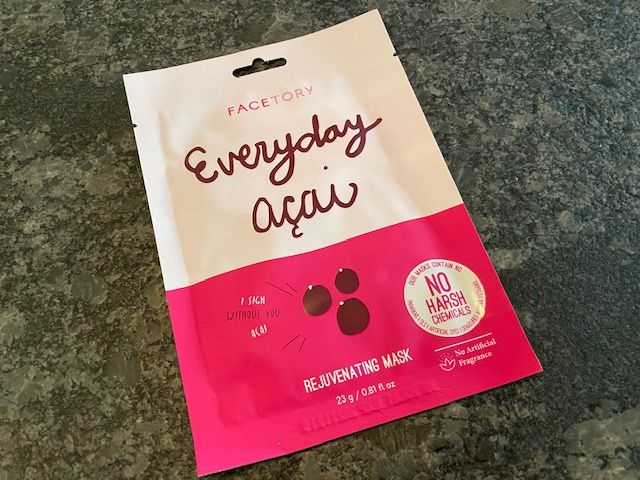 FACETORY
Everyday
açaí
I SIGH
WITHOUT YOU
AÇAI
OUR MASKS CONTAIN NO
NO
HARSH
CHEMICALS
No Artificial
Fragrance
REJUVENATING MASK
23 g / 0.81 fl oz